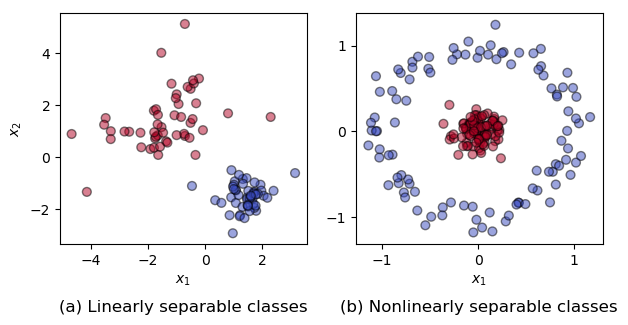 4
2
0
−2
x₂
−4 −2 0 2
x₁
(a) Linearly separable classes
1
0
−1
−1 0 1
x₁
(b) Nonlinearly separable classes